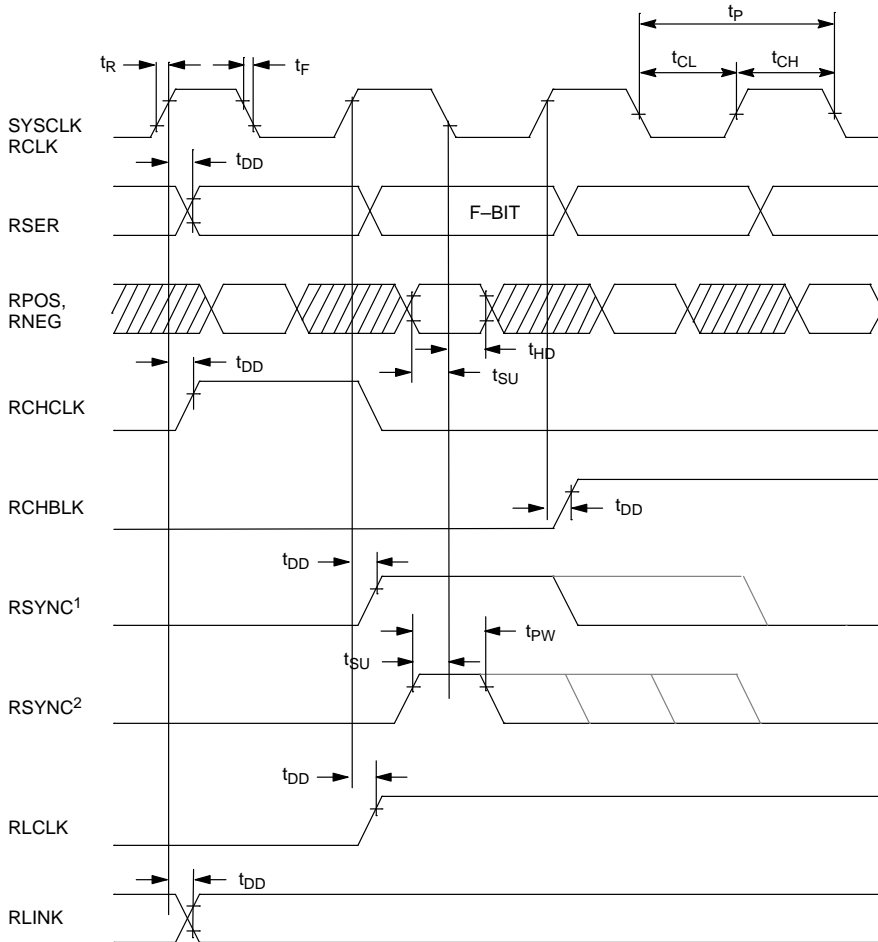 tP
tR
tF
tCL
tCH
SYSCLK
RCLK
tDD
RSER
F–BIT
RPOS,
RNEG
tHD
tDD
tSU
RCHCLK
RCHBLK
tDD
tDD
RSYNC1
tPW
tSU
RSYNC2
tDD
RLCLK
tDD
RLINK